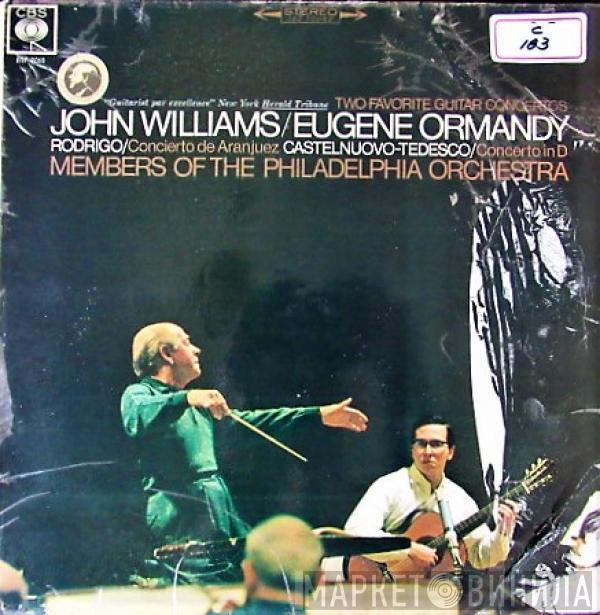 CBS
STEREO
C
183
"Guitarist par excellence" New York Herald Tribune TWO FAVORITE GUITAR CONCERTOS
JOHN WILLIAMS/EUGENE ORMANDY
RODRIGO/Concierto de Aranjuez CASTELNUOVO-TEDESCO/Concerto in D
MEMBERS OF THE PHILADELPHIA ORCHESTRA
МАРКЕТ ВИНИЛА